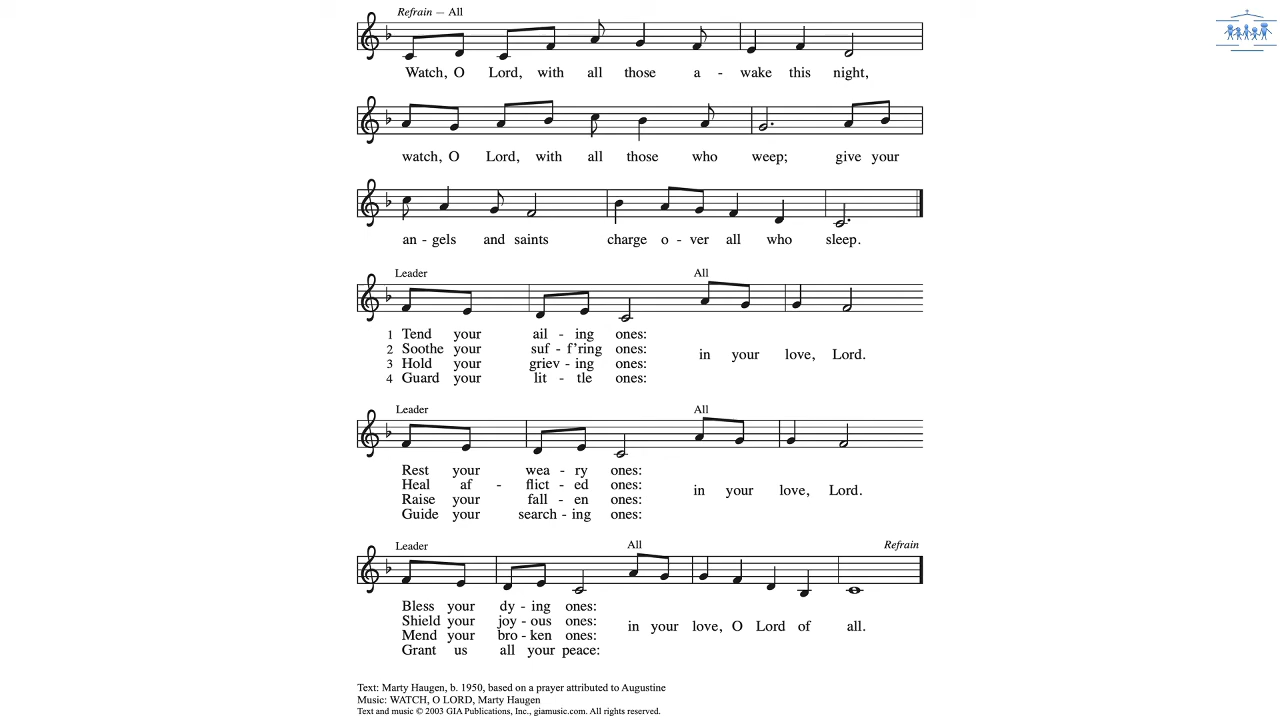 Refrain — All
Watch, O Lord, with all those a - wake this night,
watch, O Lord, with all those who weep; give your
an - gels and saints charge o - ver all who sleep.
Leader All
1 Tend your ail - ing ones:
2 Soothe your suf - f’ring ones:
in your love, Lord.
3 Hold your griev - ing ones:
4 Guard your lit - tle ones:
Leader All
Rest your wea - ry ones:
Heal af - flict - ed ones:
in your love, Lord.
Raise your fall - en ones:
Guide your search - ing ones:
Leader All Refrain
Bless your dy - ing ones:
Shield your joy - ous ones:
in your love, O Lord of all.
Mend your bro - ken ones:
Grant us all your peace:
Text: Marty Haugen, b. 1950, based on a prayer attributed to Augustine
Music: WATCH, O LORD, Marty Haugen
Text and music © 2003 GIA Publications, Inc., giamusic.com. All rights reserved.